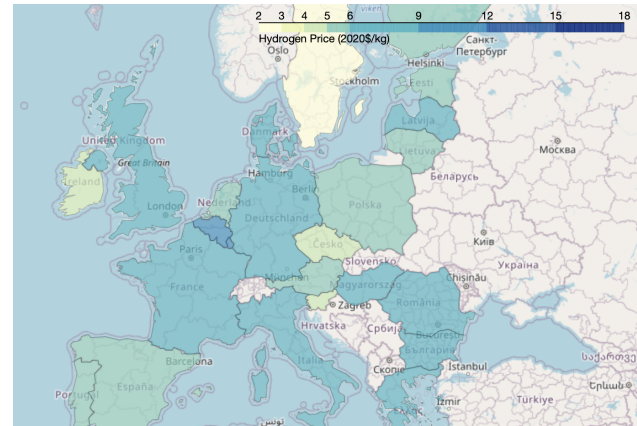 2 3 4 5 6 9 12 15 18
Hydrogen Price (2020$/kg)
Oslo
Санкт-
Петербург
Helsinki
Stockholm
Eesti
Latvija
Lietuva
Danmark
United Kingdom
Great Britain
Ireland
London
Hamburg
Berlin
Nederland
Polska
Беларусь
Москва
Deutschland
Paris
Česko
Київ
Україна
Slovensko
München
France
Magyarország
Chișinău
România
Zagreb
Hrvatska
Србија
București
България
Barcelona
Italia
Скопје
İstanbul
Portugal
España
İzmir
Türkiye
Ελλάς
تونس